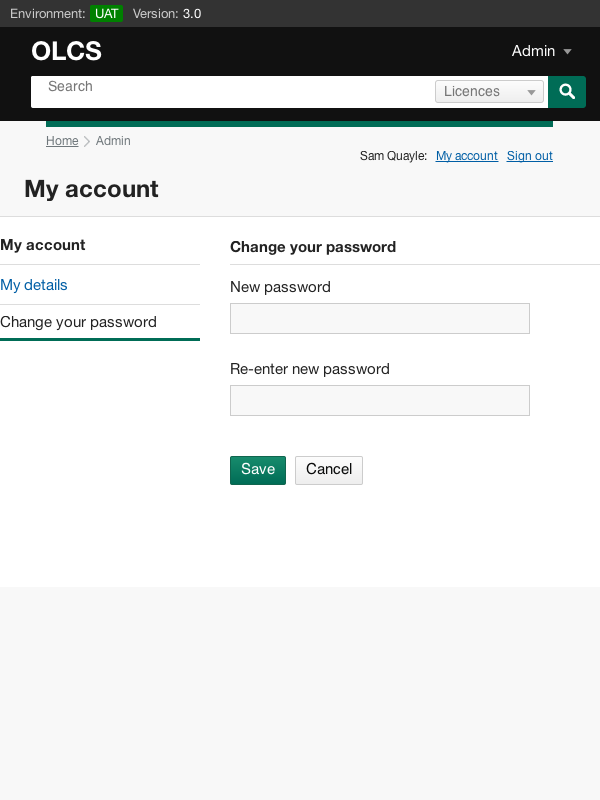 Environment: UAT Version: 3.0
OLCS
Admin
Search
Licences
Home Admin
Sam Quayle: My account Sign out
My account
My account
My details
Change your password
Change your password
New password
Re-enter new password
Save Cancel